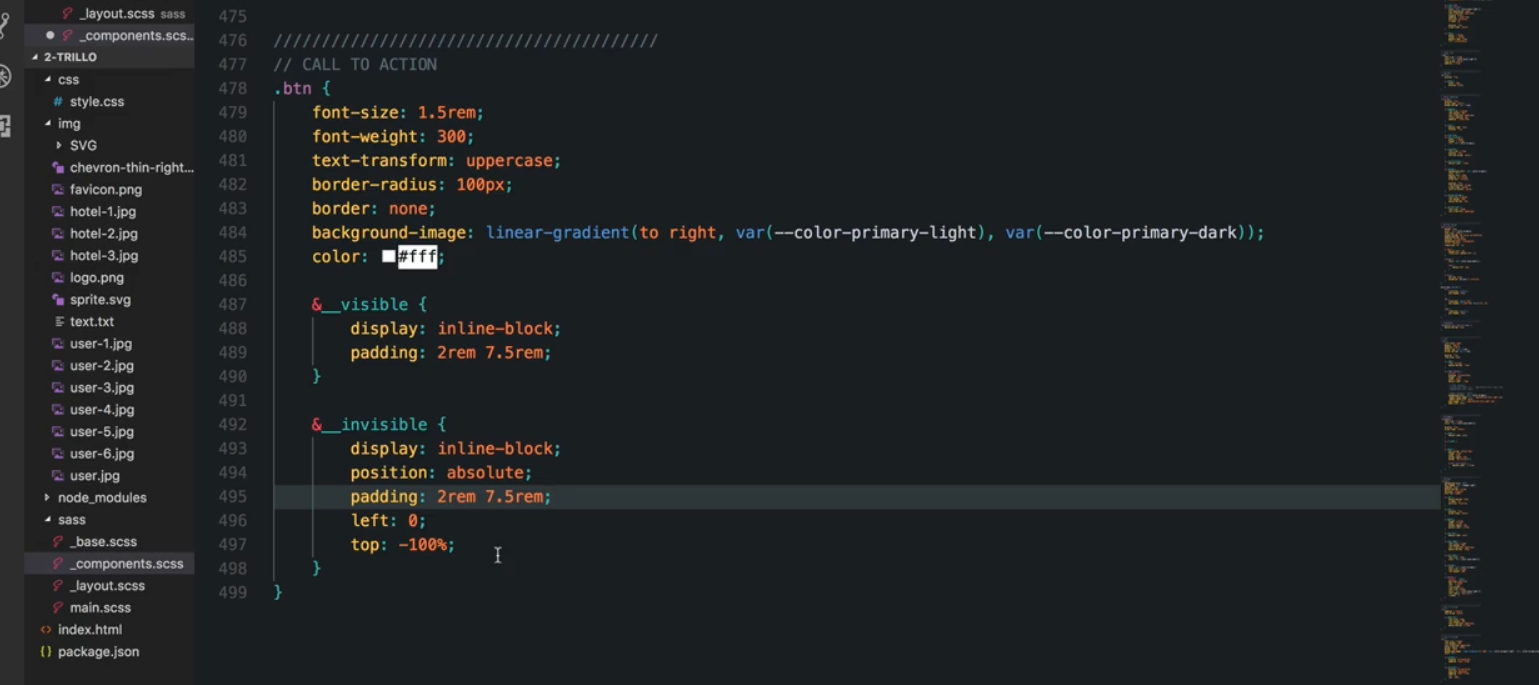 _layout.scss sass
_components.scs...
2-TRILLO
css
# style.css
img
SVG
chevron-thin-right...
favicon.png
hotel-1.jpg
hotel-2.jpg
hotel-3.jpg
logo.png
sprite.svg
text.txt
user-1.jpg
user-2.jpg
user-3.jpg
user-4.jpg
user-5.jpg
user-6.jpg
user.jpg
node_modules
sass
_base.scss
_components.scss
_layout.scss
main.scss
<> index.html
{} package.json
475
476 ////////////////////////////////////////
477 // CALL TO ACTION
478 .btn {
479 font-size: 1.5rem;
480 font-weight: 300;
481 text-transform: uppercase;
482 border-radius: 100px;
483 border: none;
484 background-image: linear-gradient(to right, var(--color-primary-light), var(--color-primary-dark));
485 color: #fff;
486
487 &__visible {
488 display: inline-block;
489 padding: 2rem 7.5rem;
490 }
491
492 &__invisible {
493 display: inline-block;
494 position: absolute;
495 padding: 2rem 7.5rem;
496 left: 0;
497 top: -100%;
498 }
499 }